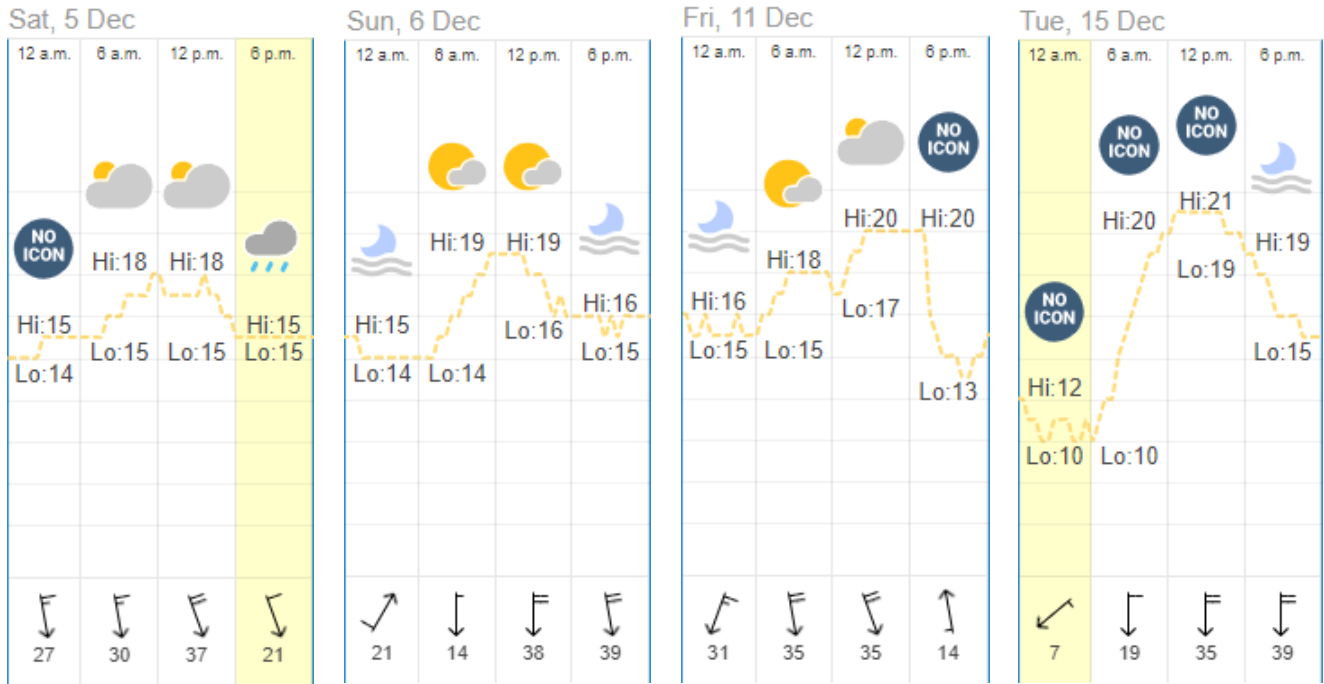 Sat, 5 Dec
12 a.m. 6 a.m. 12 p.m. 6 p.m.
NO
ICON
Hi:18 Hi:18
Hi:15 Hi:15
Lo:15 Lo:15 Lo:15
Lo:14
27 30 37 21
Sun, 6 Dec
12 a.m. 6 a.m. 12 p.m. 6 p.m.
Hi:19 Hi:19
Hi:16
Hi:15
Lo:16
Lo:15
Lo:14 Lo:14
21 14 38 39
Fri, 11 Dec
12 a.m. 6 a.m. 12 p.m. 6 p.m.
NO
ICON
Hi:20 Hi:20
Hi:18
Hi:16
Lo:17
Lo:15 Lo:15
Lo:13
31 35 35 14
Tue, 15 Dec
12 a.m. 6 a.m. 12 p.m. 6 p.m.
NO
ICON
NO
ICON
Hi:21
Hi:20
Hi:19
Lo:19
NO
ICON
Lo:15
Hi:12
Lo:10 Lo:10
7 19 35 39